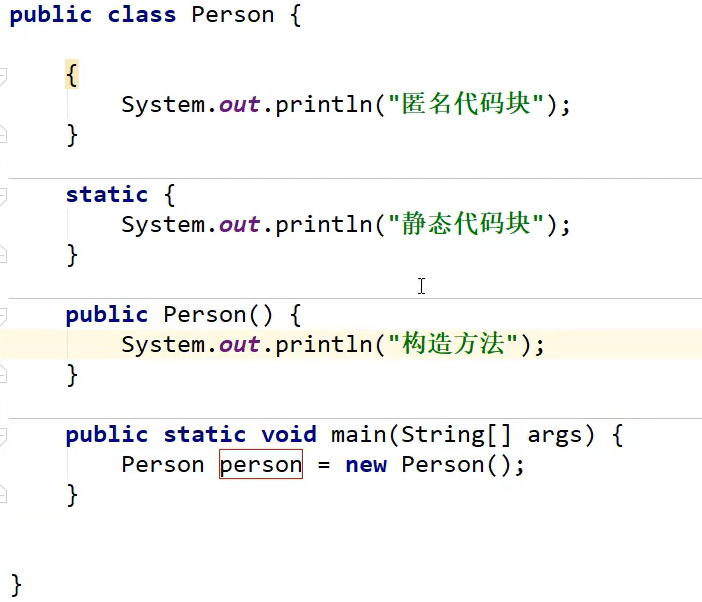 public class Person {
{
System.out.println("匿名代码块");
}
static {
System.out.println("静态代码块");
}
public Person() {
System.out.println("构造方法");
}
public static void main(String[] args) {
Person person = new Person();
}
}